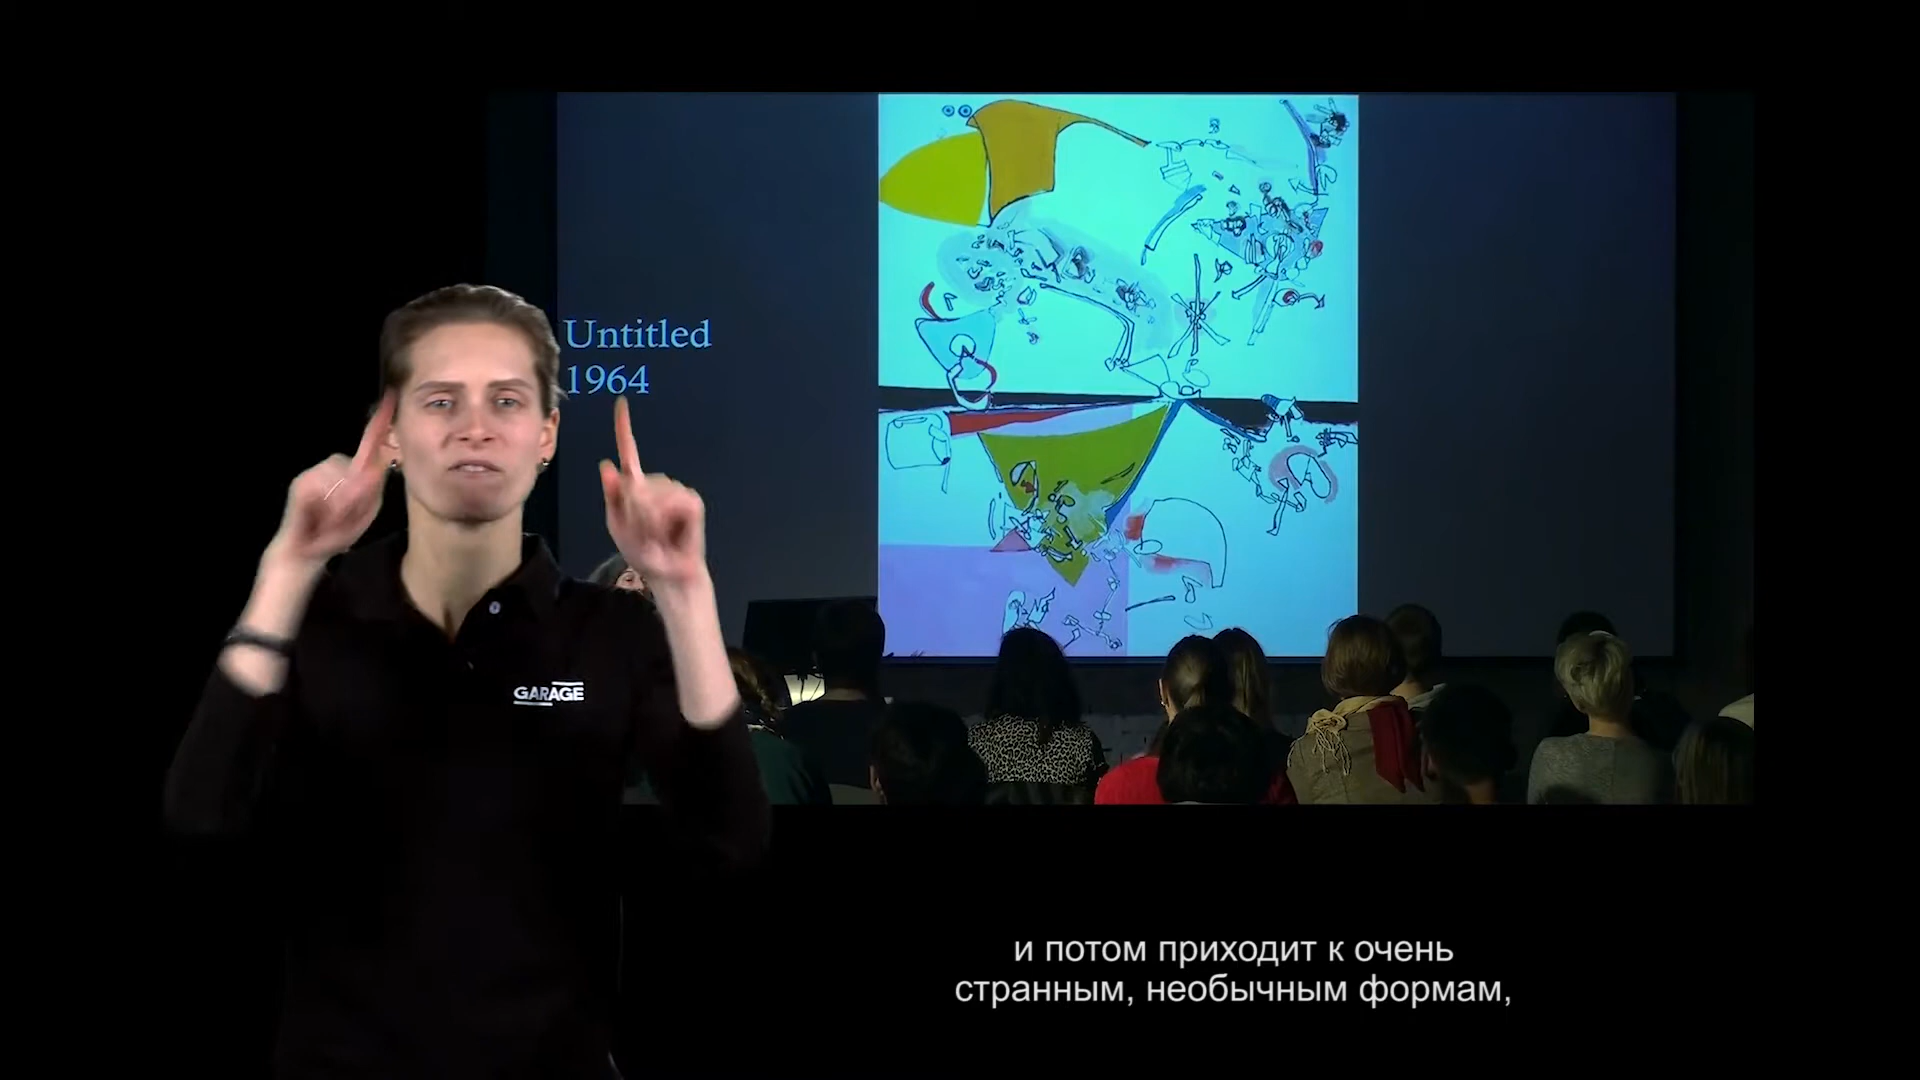 Untitled
1964
GARAGE
и потом приходит к очень
странным, необычным формам,